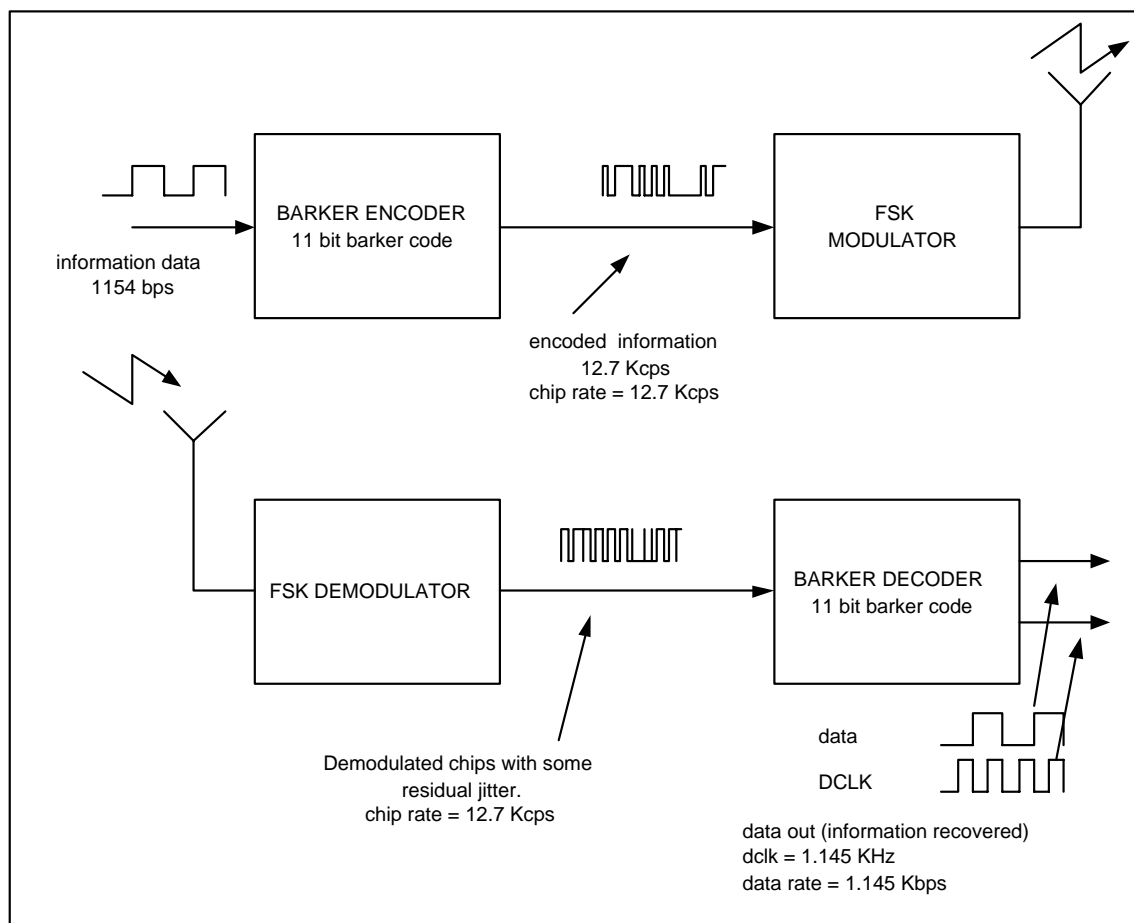 BARKER ENCODER
11 bit barker code
FSK
MODULATOR
information data
1154 bps
encoded information
12.7 Kcps
chip rate = 12.7 Kcps
FSK DEMODULATOR
BARKER DECODER
11 bit barker code
Demodulated chips with some
residual jitter.
chip rate = 12.7 Kcps
data
DCLK
data out (information recovered)
dclk = 1.145 KHz
data rate = 1.145 Kbps